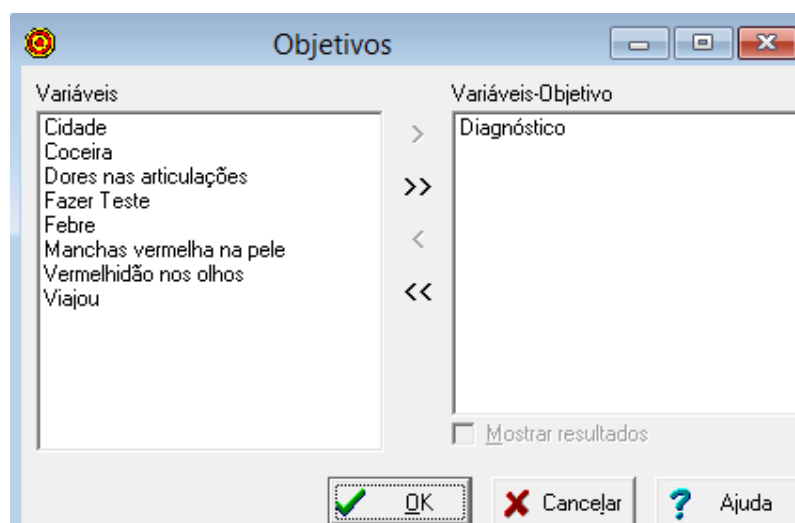 Objetivos
Variáveis
Cidade
Coceira
Dores nas articulações
Fazer Teste
Febre
Manchas vermelha na pele
Vermelhidão nos olhos
Viajou
>
>>
<
<<
Variáveis-Objetivo
Diagnóstico
Mostrar resultados
OK
Cancelar
? Ajuda